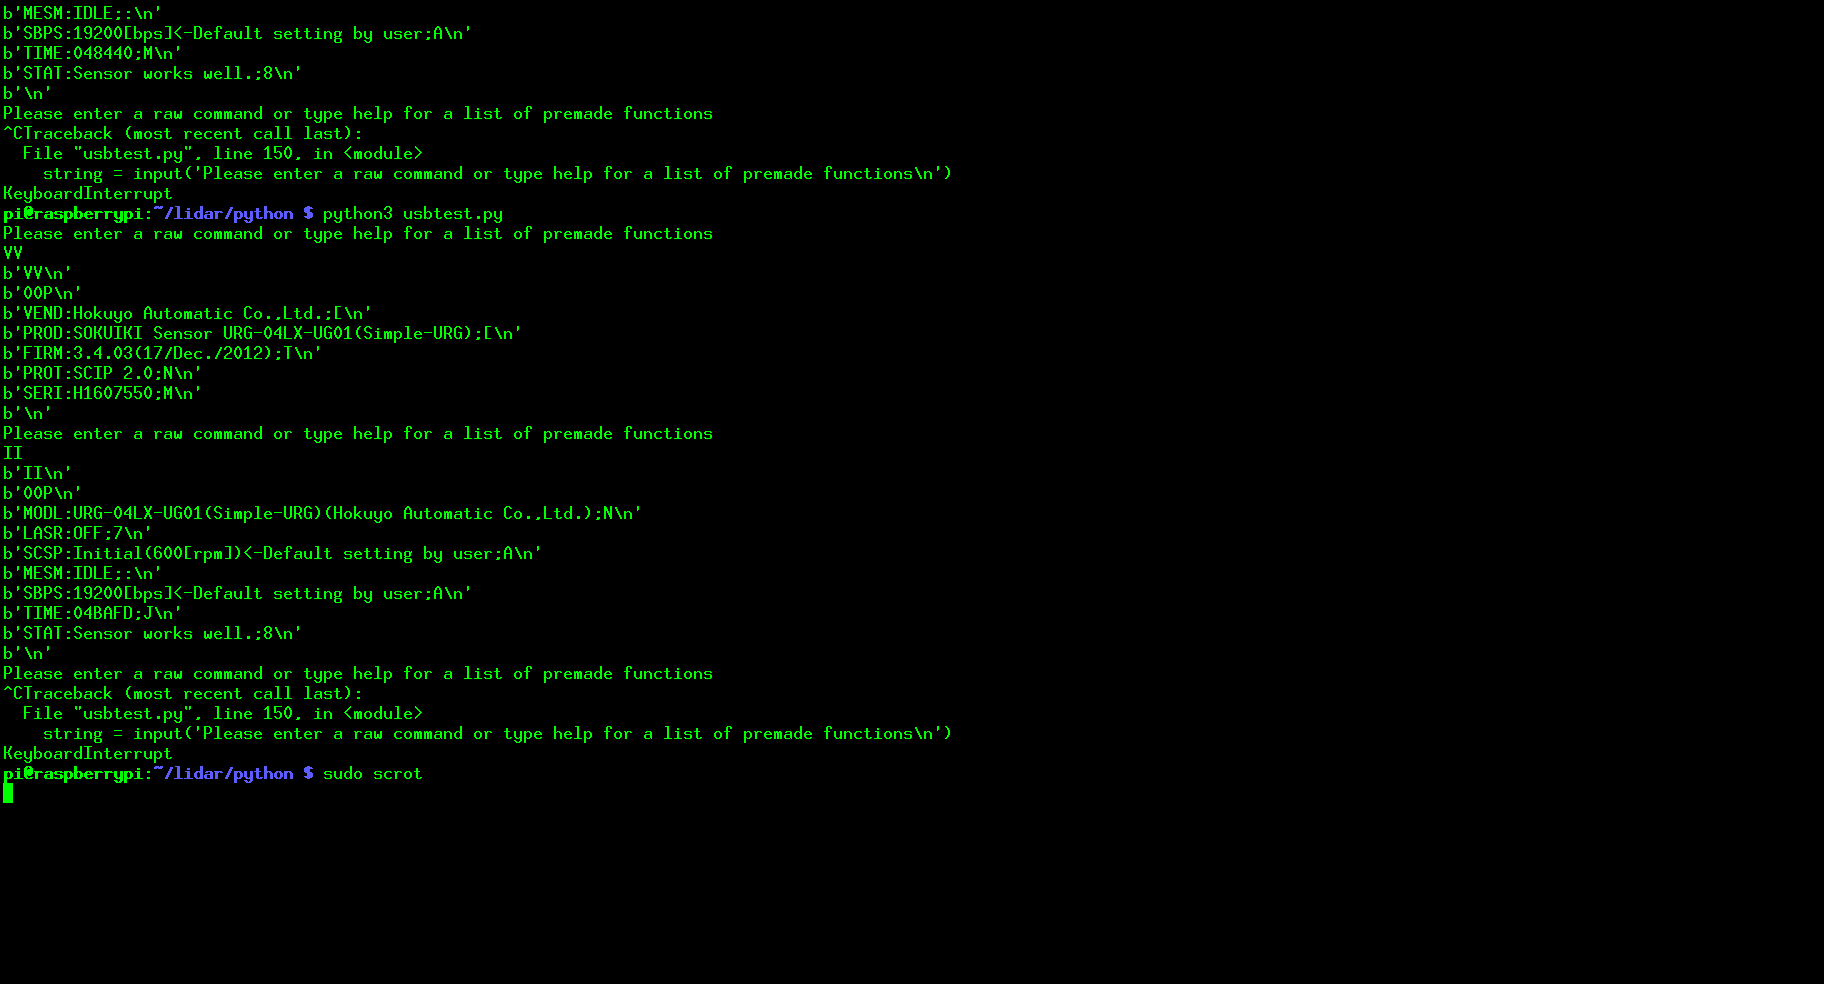 b'MESM:IDLE;:\n'
b'SBPS:19200[bps]<-Default setting by user;A\n'
b'TIME:048440;M\n'
b'STAT:Sensor works well.;8\n'
b'\n'
Please enter a raw command or type help for a list of premade functions
^CTraceback (most recent call last):
  File "usbtest.py", line 150, in <module>
    string = input('Please enter a raw command or type help for a list of premade functions\n')
KeyboardInterrupt
pi@raspberrypi:~/lidar/python $ python3 usbtest.py
Please enter a raw command or type help for a list of premade functions
VV
b'VV\n'
b'00P\n'
b'VEND:Hokuyo Automatic Co.,Ltd.;[\n'
b'PROD:SOKUIKI Sensor URG-04LX-UG01(Simple-URG);[\n'
b'FIRM:3.4.03(17/Dec./2012);T\n'
b'PROT:SCIP 2.0;N\n'
b'SERI:H1607550;M\n'
b'\n'
Please enter a raw command or type help for a list of premade functions
II
b'II\n'
b'00P\n'
b'MODL:URG-04LX-UG01(Simple-URG)(Hokuyo Automatic Co.,Ltd.);N\n'
b'LASR:OFF;7\n'
b'SCSP:Initial(600[rpm])<-Default setting by user;A\n'
b'MESM:IDLE;:\n'
b'SBPS:19200[bps]<-Default setting by user;A\n'
b'TIME:04BAFD;J\n'
b'STAT:Sensor works well.;8\n'
b'\n'
Please enter a raw command or type help for a list of premade functions
^CTraceback (most recent call last):
  File "usbtest.py", line 150, in <module>
    string = input('Please enter a raw command or type help for a list of premade functions\n')
KeyboardInterrupt
pi@raspberrypi:~/lidar/python $ sudo scrot